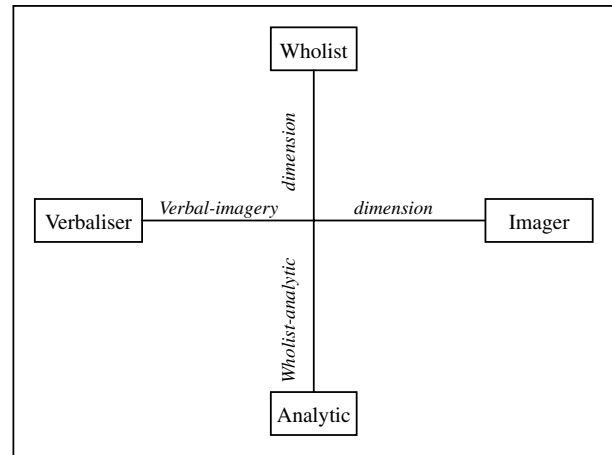 Wholist
dimension
Verbaliser
Verbal-imagery
dimension
Imager
Wholist-analytic
Analytic